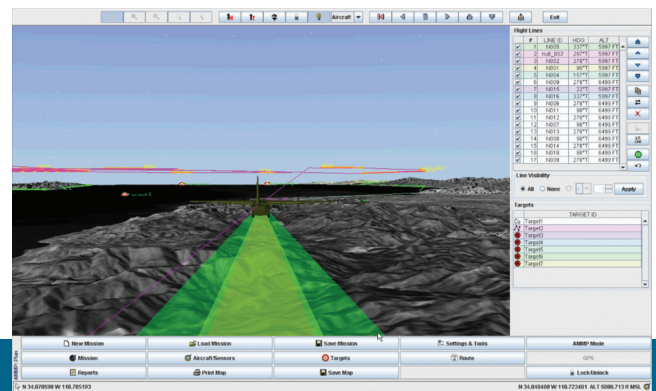 Aircraft
Exit
Flight Lines
# LINE ID HDG ALT
1 N005 337°T 5997 FT
2 null_003 297°T 5997 FT
3 N002 278°T 5997 FT
4 N001 98°T 5997 FT
5 N004 157°T 5997 FT
6 N009 278°T 6499 FT
7 N015 22°T 5997 FT
8 N016 337°T 5997 FT
9 N006 278°T 6499 FT
10 N011 98°T 6499 FT
11 N012 278°T 6499 FT
12 N007 98°T 6499 FT
13 N013 278°T 6499 FT
14 N008 98°T 6499 FT
15 N014 278°T 6499 FT
16 N010 98°T 6499 FT
17 N009 278°T 6499 FT
Line Visibility
All None Apply
Targets
TARGET ID
Target1
Target2
Target3
Target4
Target5
Target6
Target7
New Mission Load Mission Save Mission Settings & Tools AMMP Mode
Mission Aircraft/Sensors Targets Route GPS
Reports Print Map Save Map Lock/Unlock
N 34.070598 W 118.785193
N 34.048408 W 118.723401 ALT 5000.713 ft MSL